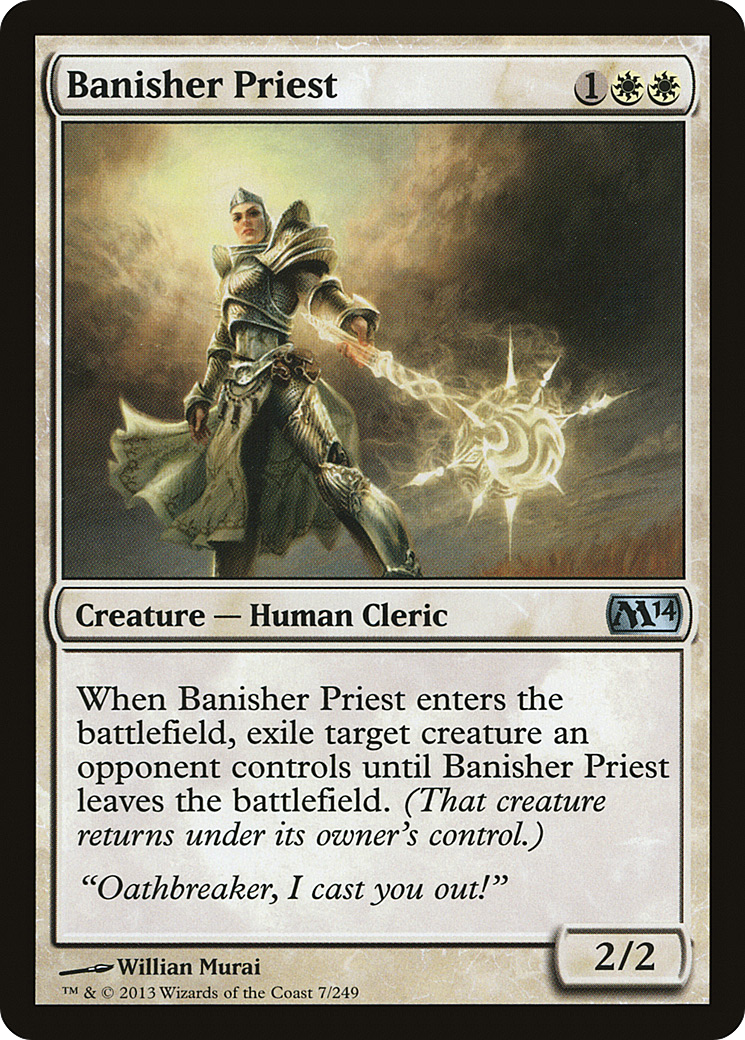 Banisher Priest 1
Creature — Human Cleric M14
When Banisher Priest enters the
battlefield, exile target creature an
opponent controls until Banisher Priest
leaves the battlefield. (That creature
returns under its owner's control.)
"Oathbreaker, I cast you out!"
2/2
Willian Murai
™ & © 2013 Wizards of the Coast 7/249